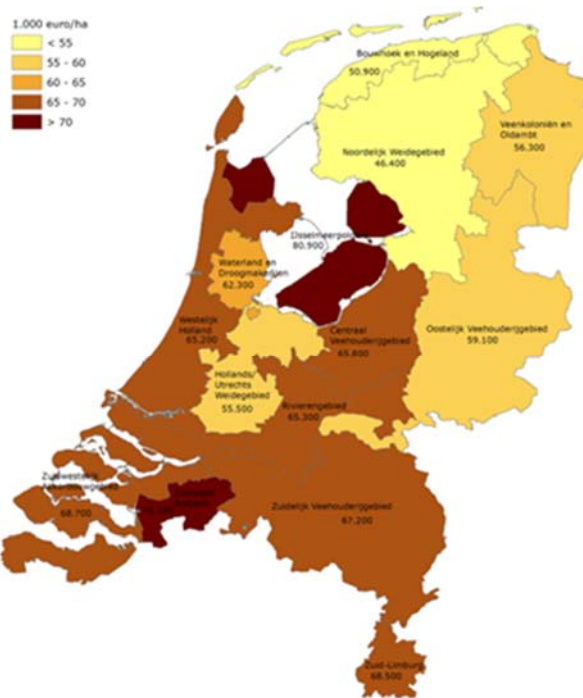 1.000 euro/ha
< 55
55 - 60
60 - 65
65 - 70
> 70
Bouwhoek en Hogeland
50.900
Veenkoloniën en
Oldambt
56.300
Noordelijk Weidegebied
46.400
IJsselmeerpolders
80.900
Waterland en
Droogmakerijen
62.300
Westelijk
Holland
65.200
Centraal
Veehouderijgebied
65.800
Oostelijk Veehouderijgebied
59.100
Hollands/
Utrechts
Weidegebied
55.500
Rivierengebied
65.300
Zuidwestelijk
68.700
Zuidelijk Veehouderijgebied
67.200
Zuid-Limburg
68.500